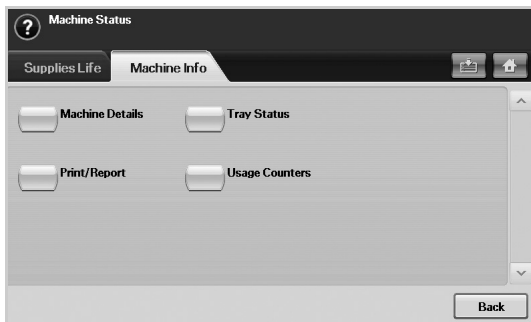 ? Machine Status
Supplies Life Machine Info
Machine Details Tray Status
Print/Report Usage Counters
Back